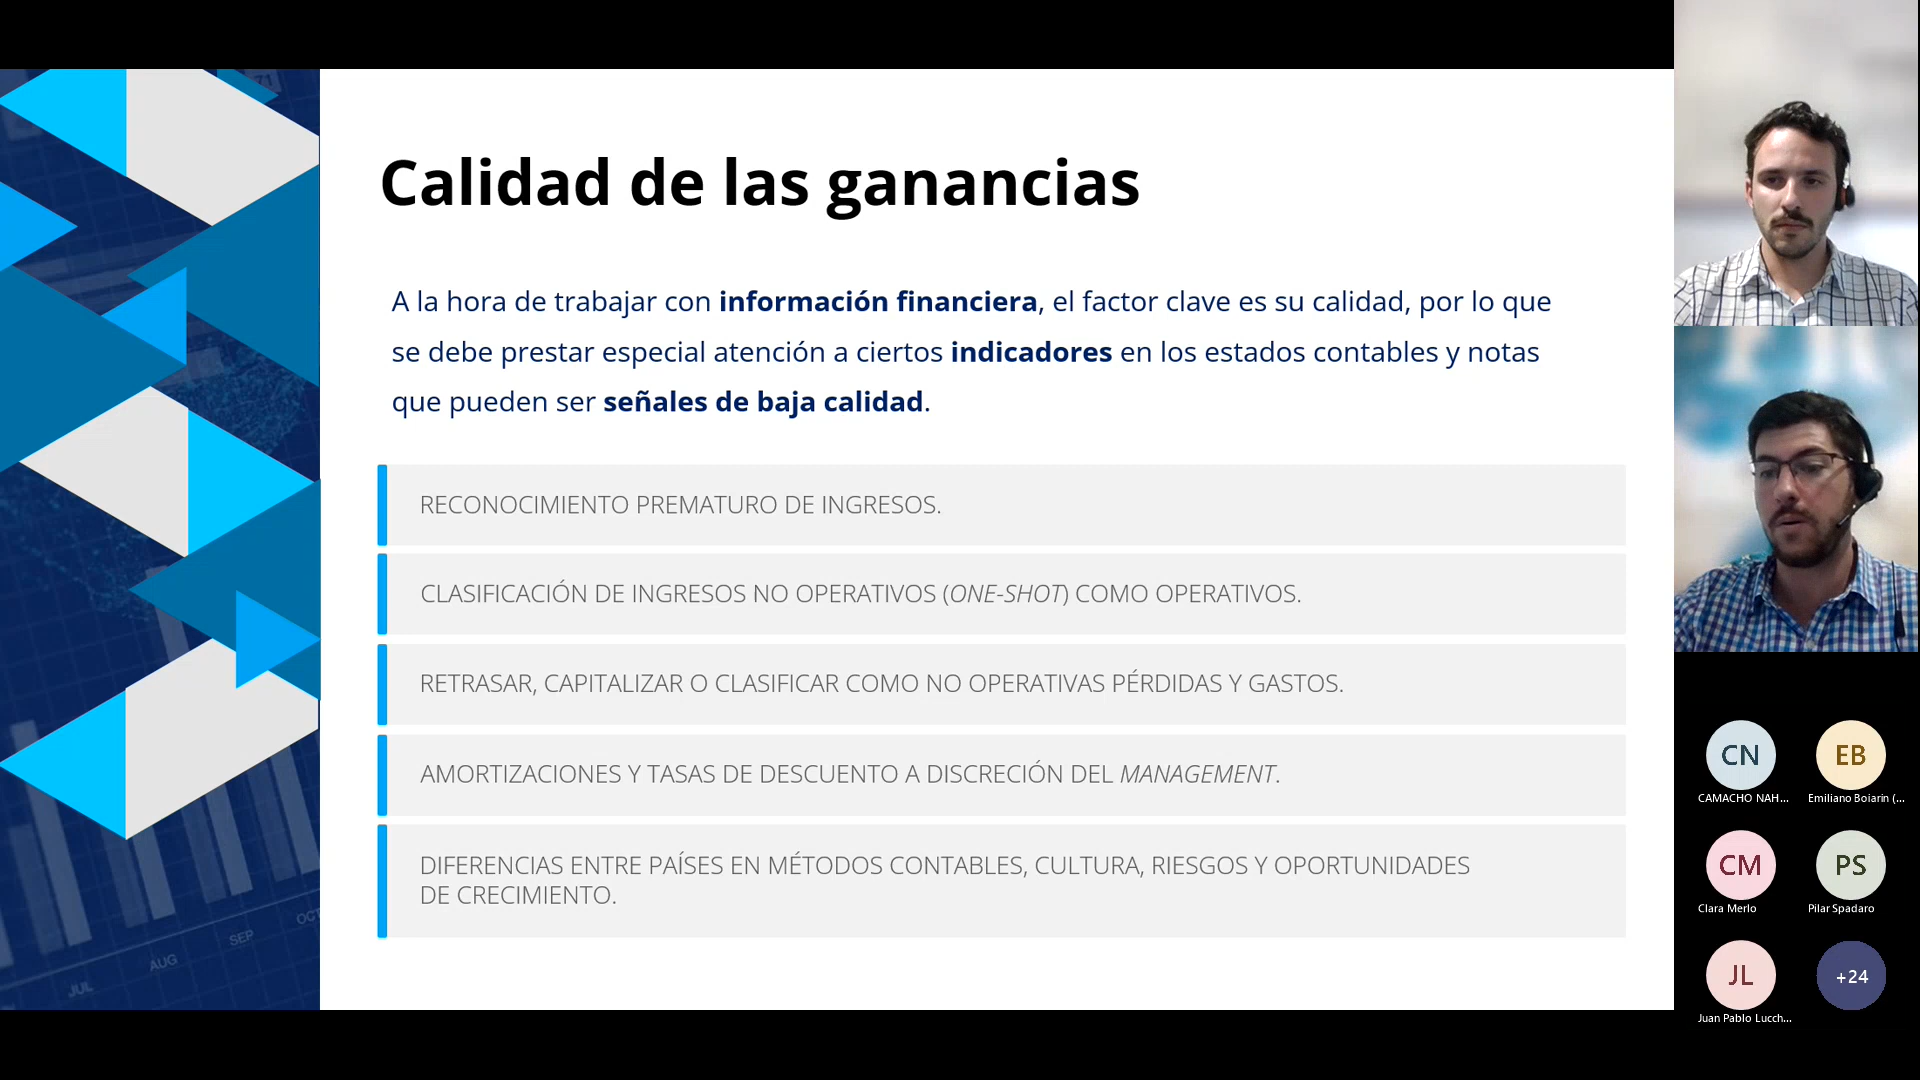 Calidad de las ganancias
A la hora de trabajar con información financiera, el factor clave es su calidad, por lo que
se debe prestar especial atención a ciertos indicadores en los estados contables y notas
que pueden ser señales de baja calidad.
RECONOCIMIENTO PREMATURO DE INGRESOS.
CLASIFICACIÓN DE INGRESOS NO OPERATIVOS (ONE-SHOT) COMO OPERATIVOS.
RETRASAR, CAPITALIZAR O CLASIFICAR COMO NO OPERATIVAS PÉRDIDAS Y GASTOS.
AMORTIZACIONES Y TASAS DE DESCUENTO A DISCRECIÓN DEL MANAGEMENT.
DIFERENCIAS ENTRE PAÍSES EN MÉTODOS CONTABLES, CULTURA, RIESGOS Y OPORTUNIDADES
DE CRECIMIENTO.
JUL
AUG
SEP
OCT
71
CN
CAMACHO NAH...
EB
Emiliano Boiarin (...
CM
Clara Merlo
PS
Pilar Spadaro
JL
Juan Pablo Lucch...
+24